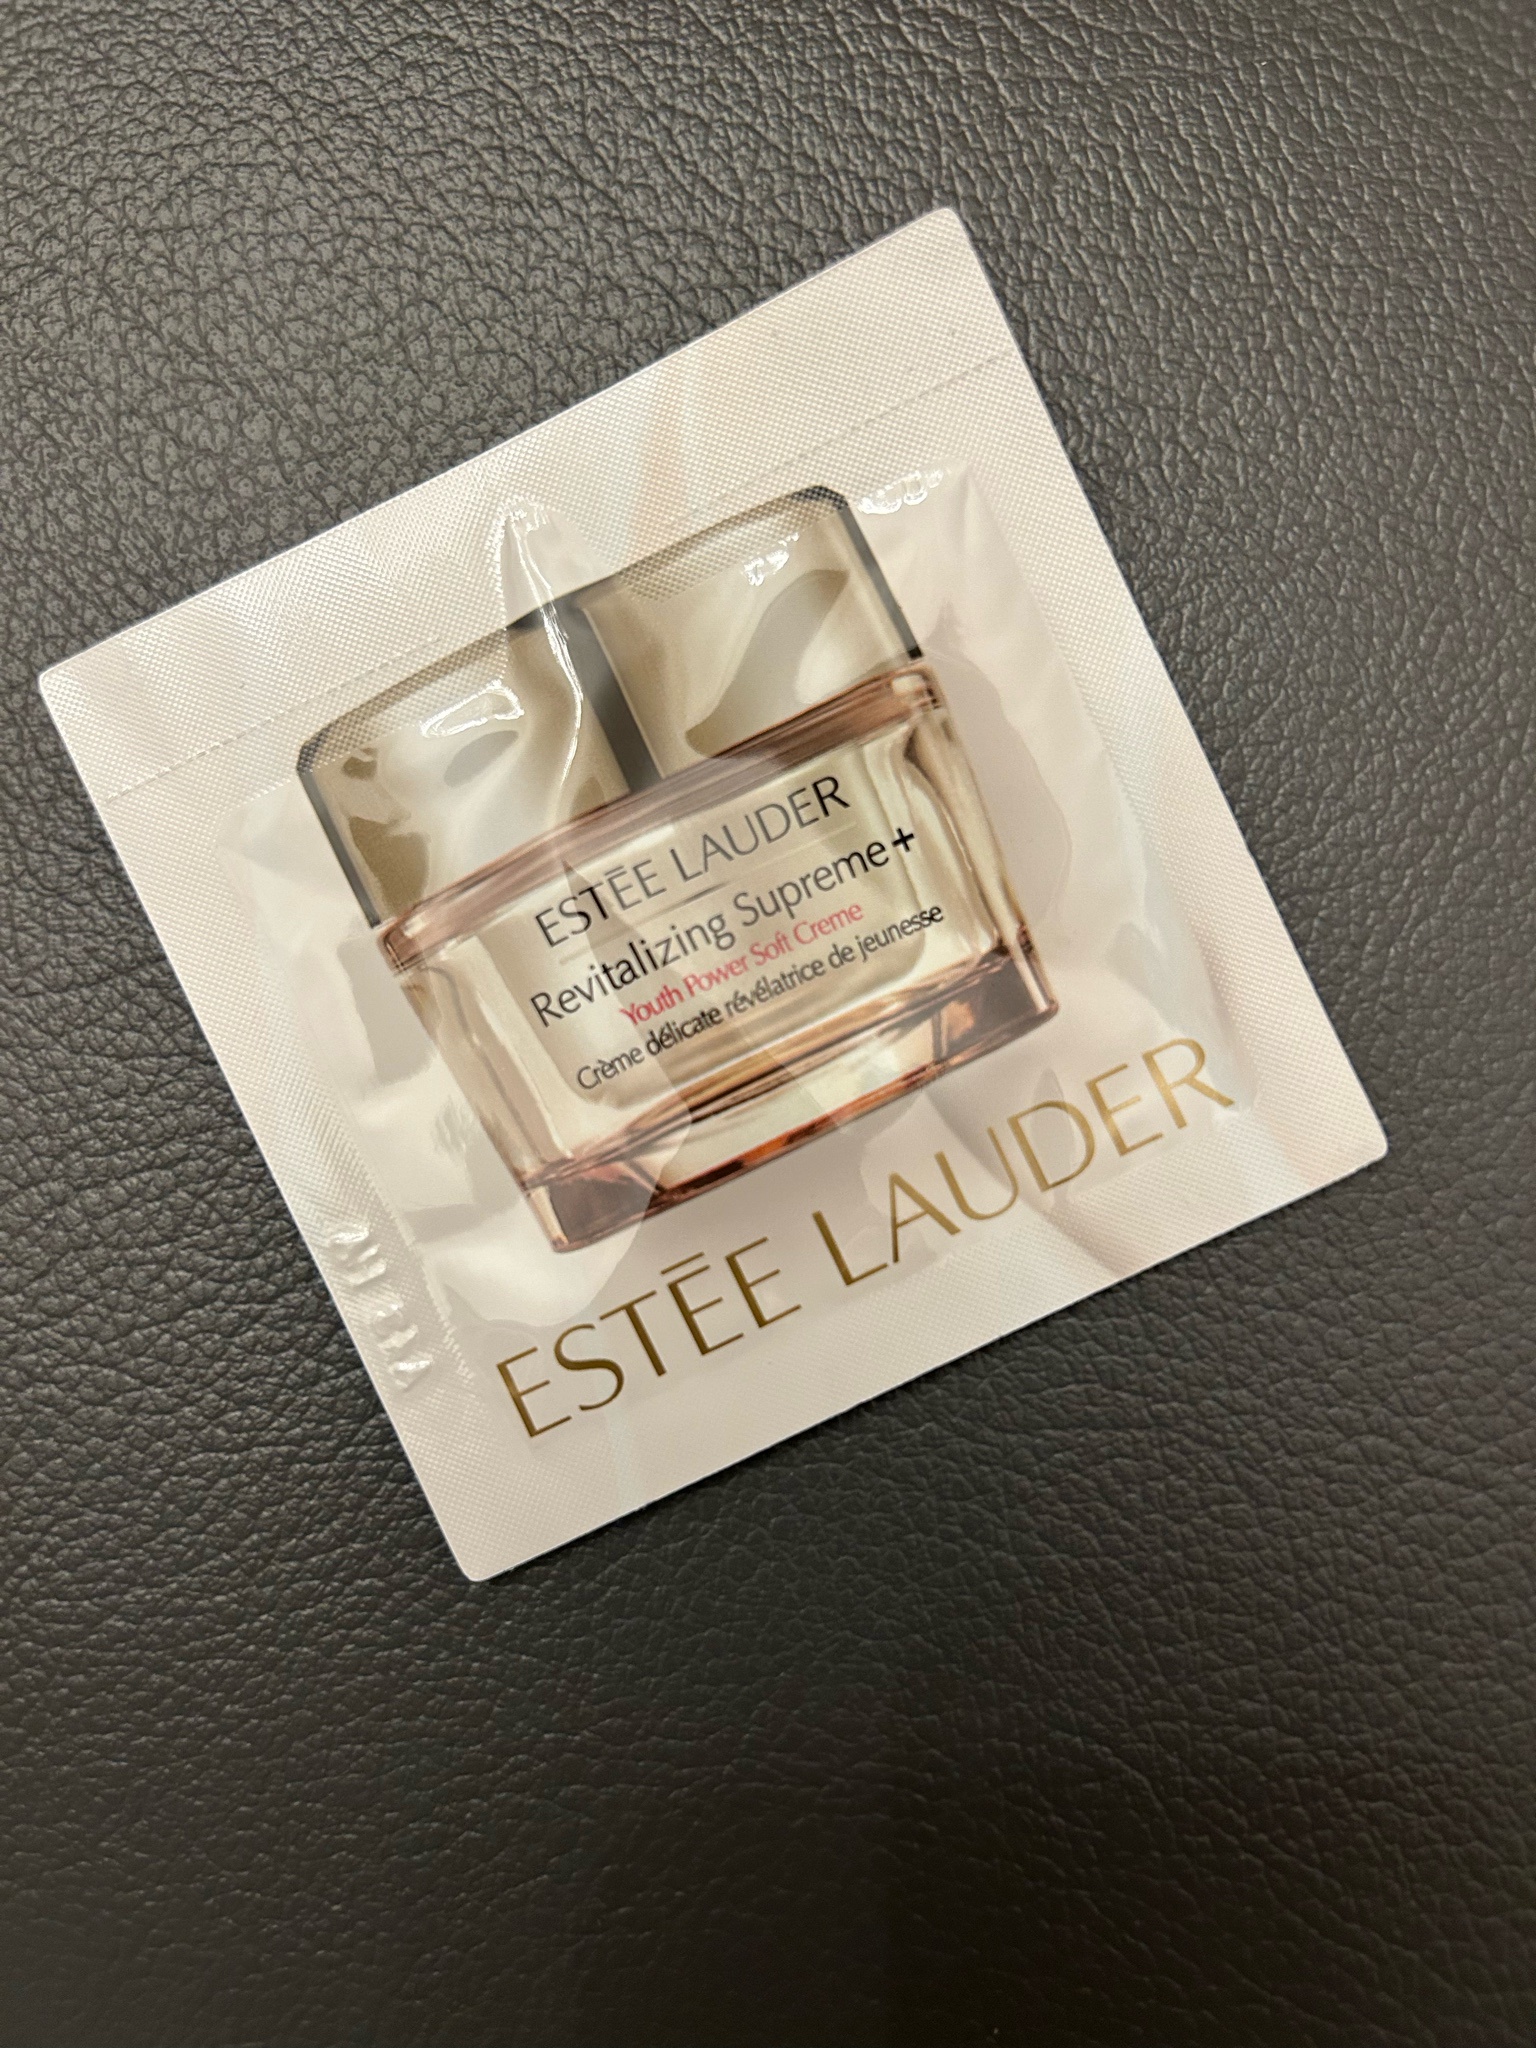 ESTĒE LAUDER
Revitalizing Supreme+
Youth Power Soft Creme
Crème délicate révélatrice de jeunesse
ESTĒE LAUDER